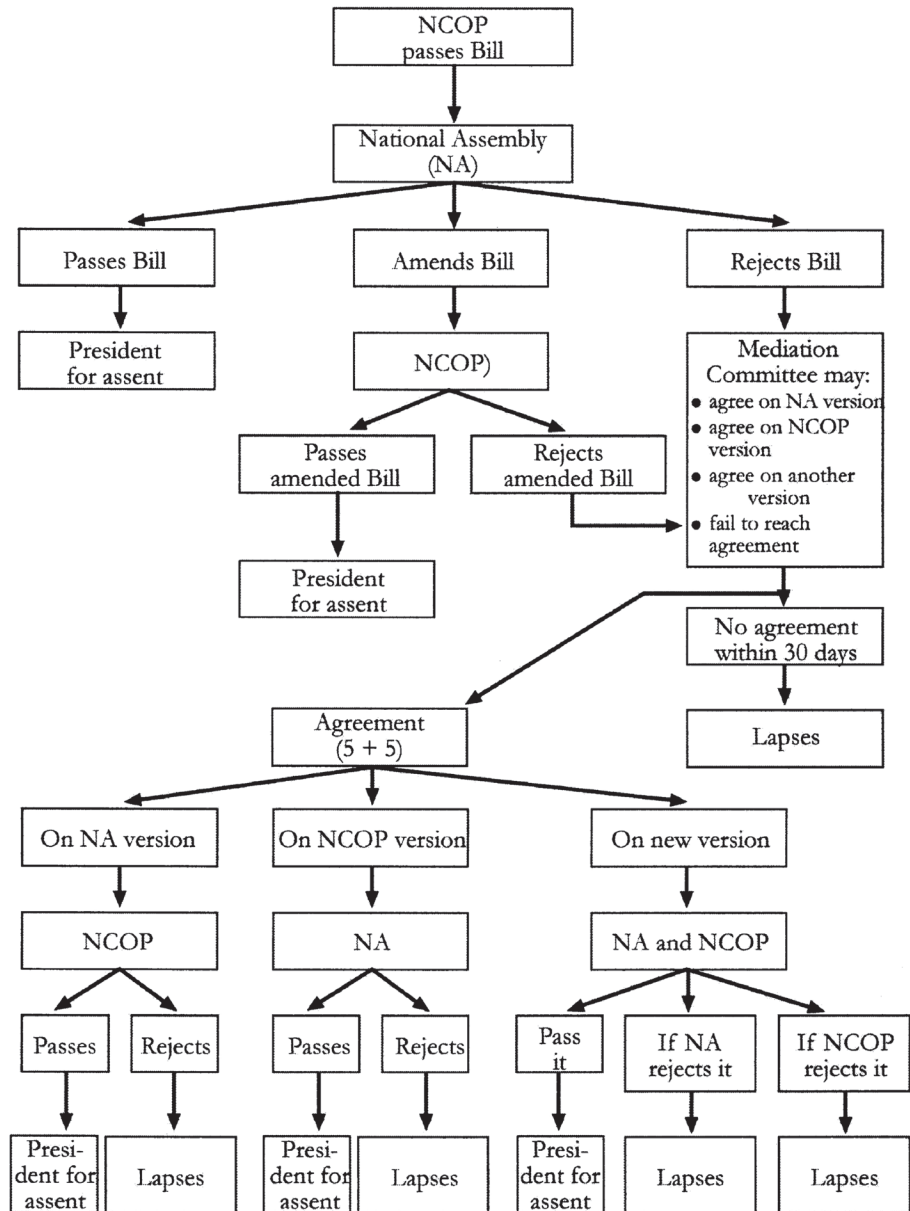 NCOP
passes Bill
National Assembly
(NA)
Passes Bill
Amends Bill
Rejects Bill
President
for assent
NCOP)
Mediation
Committee may:
• agree on NA version
• agree on NCOP
version
• agree on another
version
• fail to reach
agreement
Passes
amended Bill
Rejects
amended Bill
President
for assent
No agreement
within 30 days
Lapses
Agreement
(5 + 5)
On NA version
On NCOP version
On new version
NCOP
NA
NA and NCOP
Passes
Rejects
Passes
Rejects
Pass
it
If NA
rejects it
If NCOP
rejects it
Presi-
dent for
assent
Lapses
Presi-
dent for
assent
Lapses
Presi-
dent for
assent
Lapses
Lapses